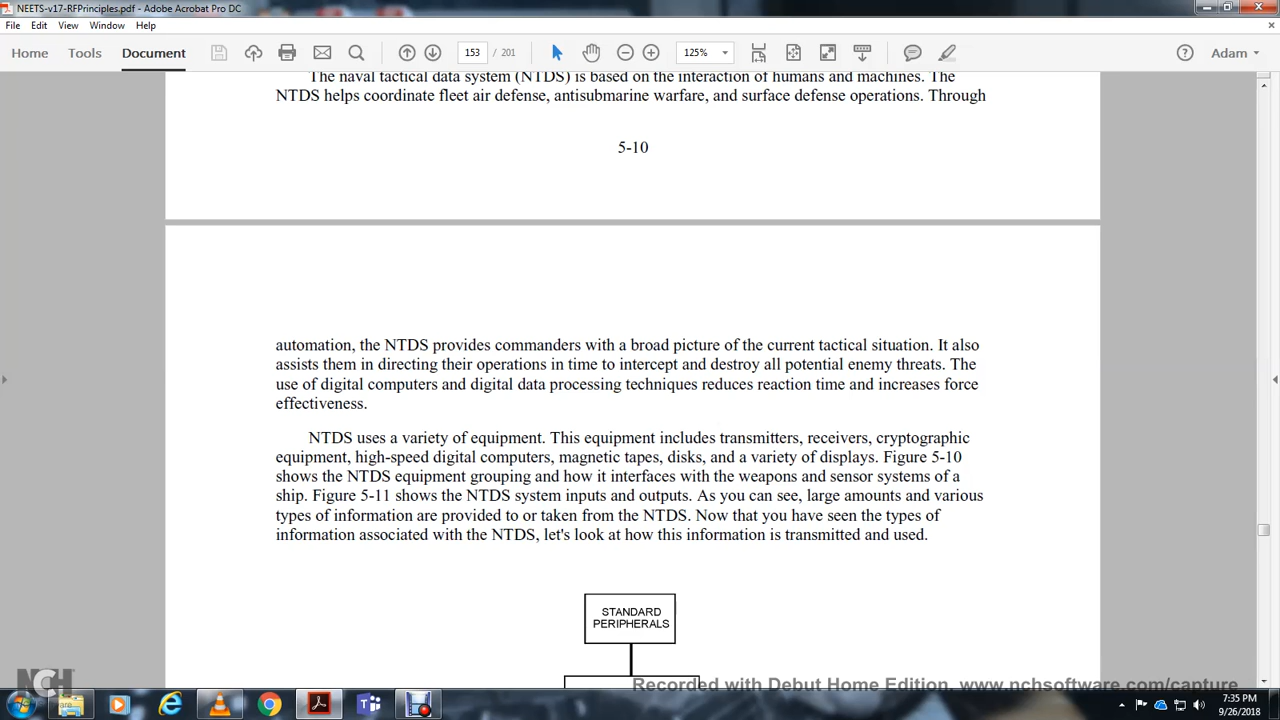 NEETS-v17-RFPrinciples.pdf - Adobe Acrobat Pro DC
File Edit View Window Help
Home Tools Document 153 / 201 125% Adam
The naval tactical data system (NTDS) is based on the interaction of humans and machines. The
NTDS helps coordinate fleet air defense, antisubmarine warfare, and surface defense operations. Through
5-10
automation, the NTDS provides commanders with a broad picture of the current tactical situation. It also
assists them in directing their operations in time to intercept and destroy all potential enemy threats. The
use of digital computers and digital data processing techniques reduces reaction time and increases force
effectiveness.
NTDS uses a variety of equipment. This equipment includes transmitters, receivers, cryptographic
equipment, high-speed digital computers, magnetic tapes, disks, and a variety of displays. Figure 5-10
shows the NTDS equipment grouping and how it interfaces with the weapons and sensor systems of a
ship. Figure 5-11 shows the NTDS system inputs and outputs. As you can see, large amounts and various
types of information are provided to or taken from the NTDS. Now that you have seen the types of
information associated with the NTDS, let's look at how this information is transmitted and used.
STANDARD
PERIPHERALS
NCH
Recorded with Debut Home Edition. www.nchsoftware.com/capture
7:35 PM
9/26/2018